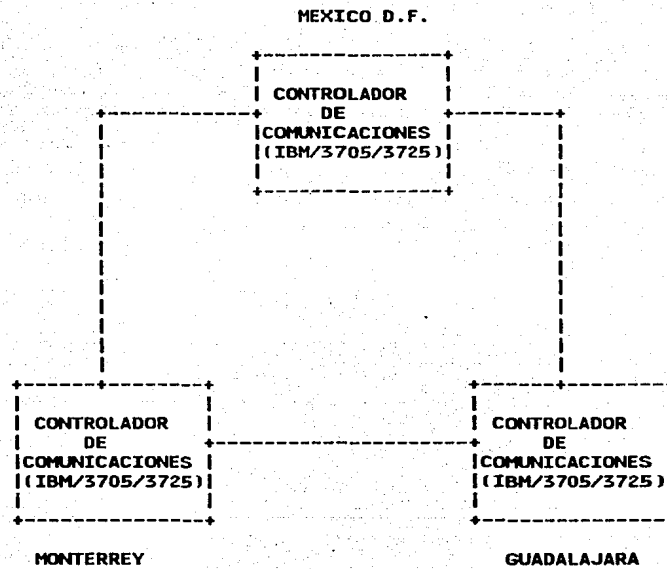 MEXICO D.F.
CONTROLADOR
DE
COMUNICACIONES
(IBM/3705/3725)
CONTROLADOR
DE
COMUNICACIONES
(IBM/3705/3725)
CONTROLADOR
DE
COMUNICACIONES
(IBM/3705/3725)
MONTERREY
GUADALAJARA